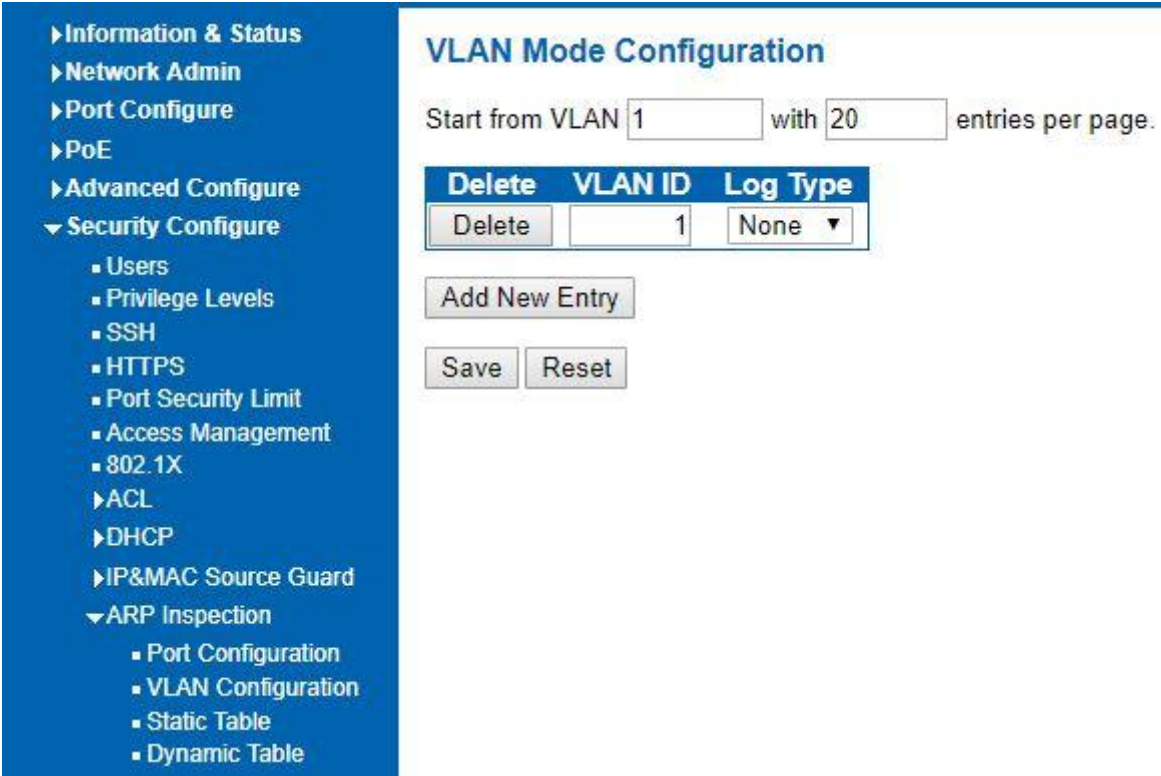 Information & Status
Network Admin
Port Configure
PoE
Advanced Configure
Security Configure
Users
Privilege Levels
SSH
HTTPS
Port Security Limit
Access Management
802.1X
ACL
DHCP
IP&MAC Source Guard
ARP Inspection
Port Configuration
VLAN Configuration
Static Table
Dynamic Table
VLAN Mode Configuration
Start from VLAN 1 with 20 entries per page.
Delete VLAN ID Log Type
Delete 1 None
Add New Entry
Save Reset